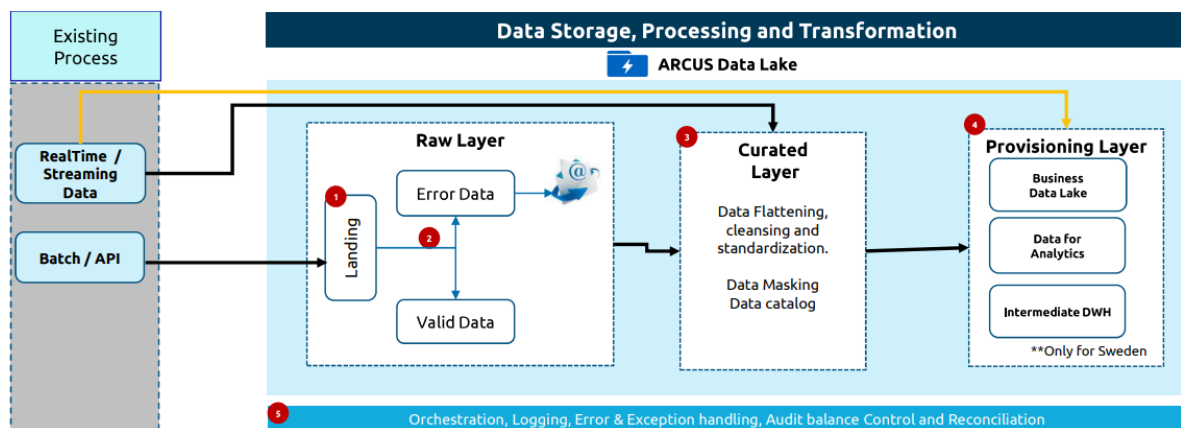 Existing
Process
Data Storage, Processing and Transformation
ARCUS Data Lake
RealTime /
Streaming
Data
Batch / API
Raw Layer
1
Landing
2
Error Data
@
Valid Data
3
Curated
Layer
Data Flattening,
cleansing and
standardization.
Data Masking
Data catalog
4
Provisioning Layer
Business
Data Lake
Data for
Analytics
Intermediate DWH
**Only for Sweden
5
Orchestration, Logging, Error & Exception handling, Audit balance Control and Reconciliation